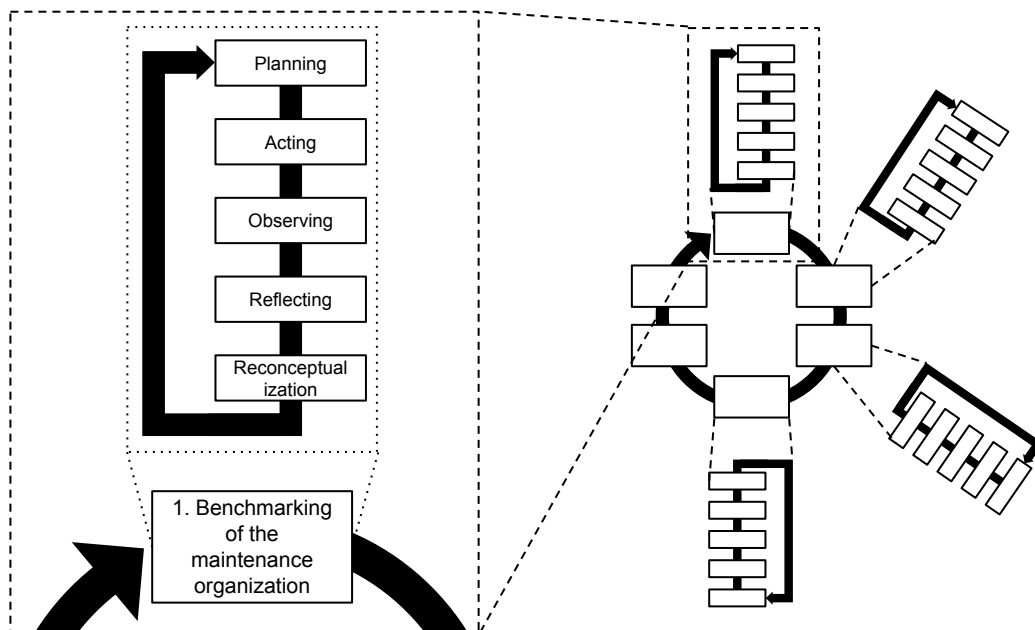 Planning
Acting
Observing
Reflecting
Reconceptual
ization
1. Benchmarking
of the
maintenance
organization